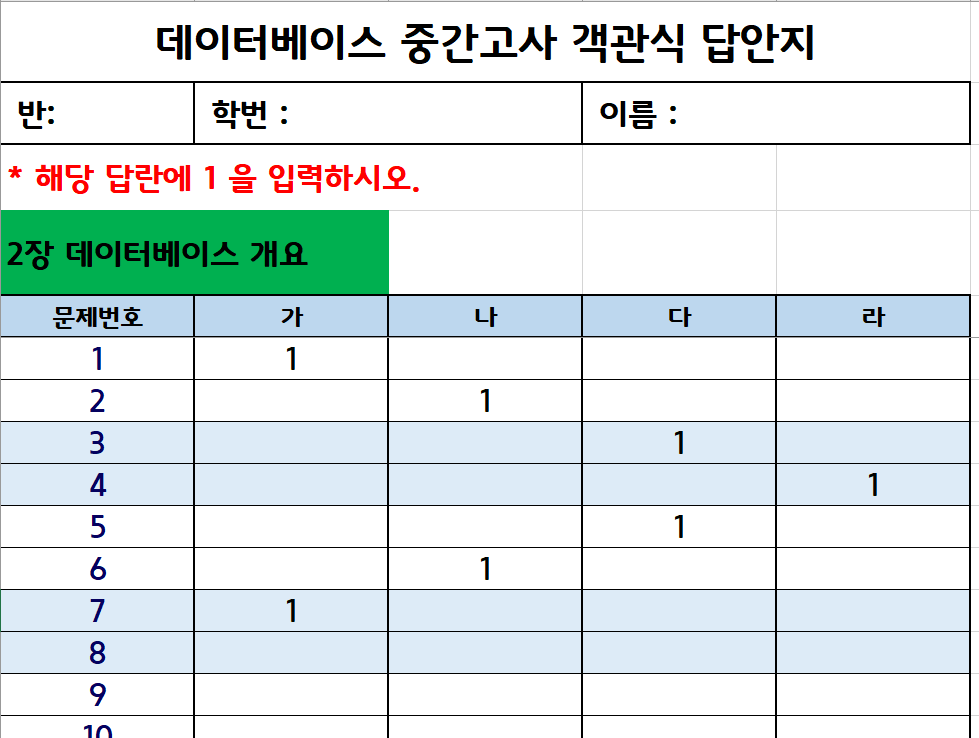 데이터베이스 중간고사 객관식 답안지
반: 학번 : 이름 :
* 해당 답란에 1 을 입력하시오.
2장 데이터베이스 개요
문제번호 가 나 다 라
1 1
2 1
3 1
4 1
5 1
6 1
7 1
8
9
10